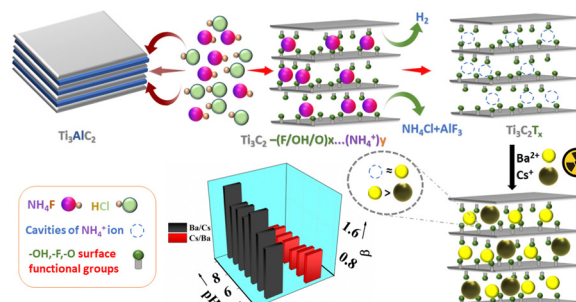 H₂
Ti₃AlC₂
Ti₃C₂ –(F/OH/O)x...(NH₄⁺)y
NH₄Cl+AlF₃
Ti₃C₂Tₓ
Ba²⁺
Cs⁺
NH₄F
HCl
Cavities of NH₄⁺ ion
-OH,-F,-O surface
functional groups
Ba/Cs
Cs/Ba
≈
>
1.6
0.8
β
8
6
pH